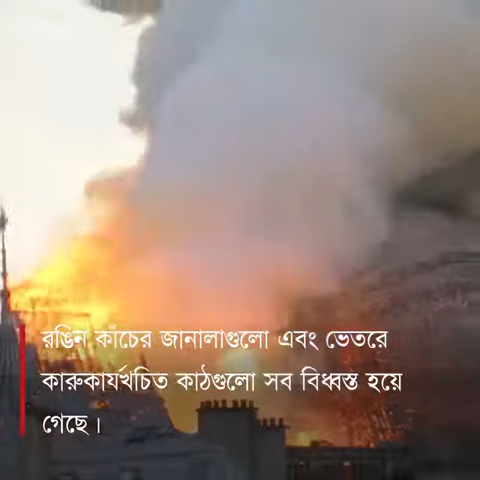 রঙিন কাঁচের জানালাগুলো এবং ভেতরে
কারুকার্যখচিত কাঠগুলো সব বিধ্বস্ত হয়ে
গেছে।